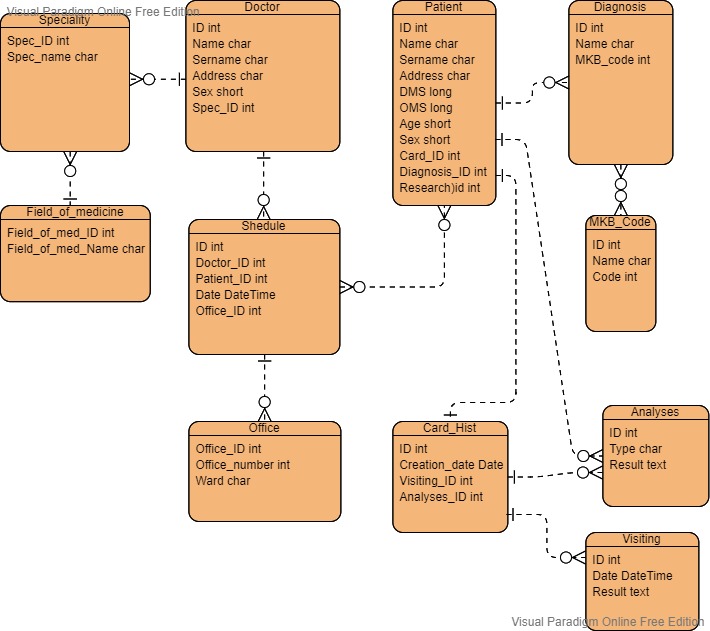 Visual Paradigm Online Free Edition
Speciality
Spec_ID int
Spec_name char
Doctor
ID int
Name char
Sername char
Address char
Sex short
Spec_ID int
Patient
ID int
Name char
Sername char
Address char
DMS long
OMS long
Age short
Sex short
Card_ID int
Diagnosis_ID int
Research)id int
Diagnosis
ID int
Name char
MKB_code int
Field_of_medicine
Field_of_med_ID int
Field_of_med_Name char
Shedule
ID int
Doctor_ID int
Patient_ID int
Date DateTime
Office_ID int
MKB_Code
ID int
Name char
Code int
Office
Office_ID int
Office_number int
Ward char
Card_Hist
ID int
Creation_date Date
Visiting_ID int
Analyses_ID int
Analyses
ID int
Type char
Result text
Visiting
ID int
Date DateTime
Result text
Visual Paradigm Online Free Edition